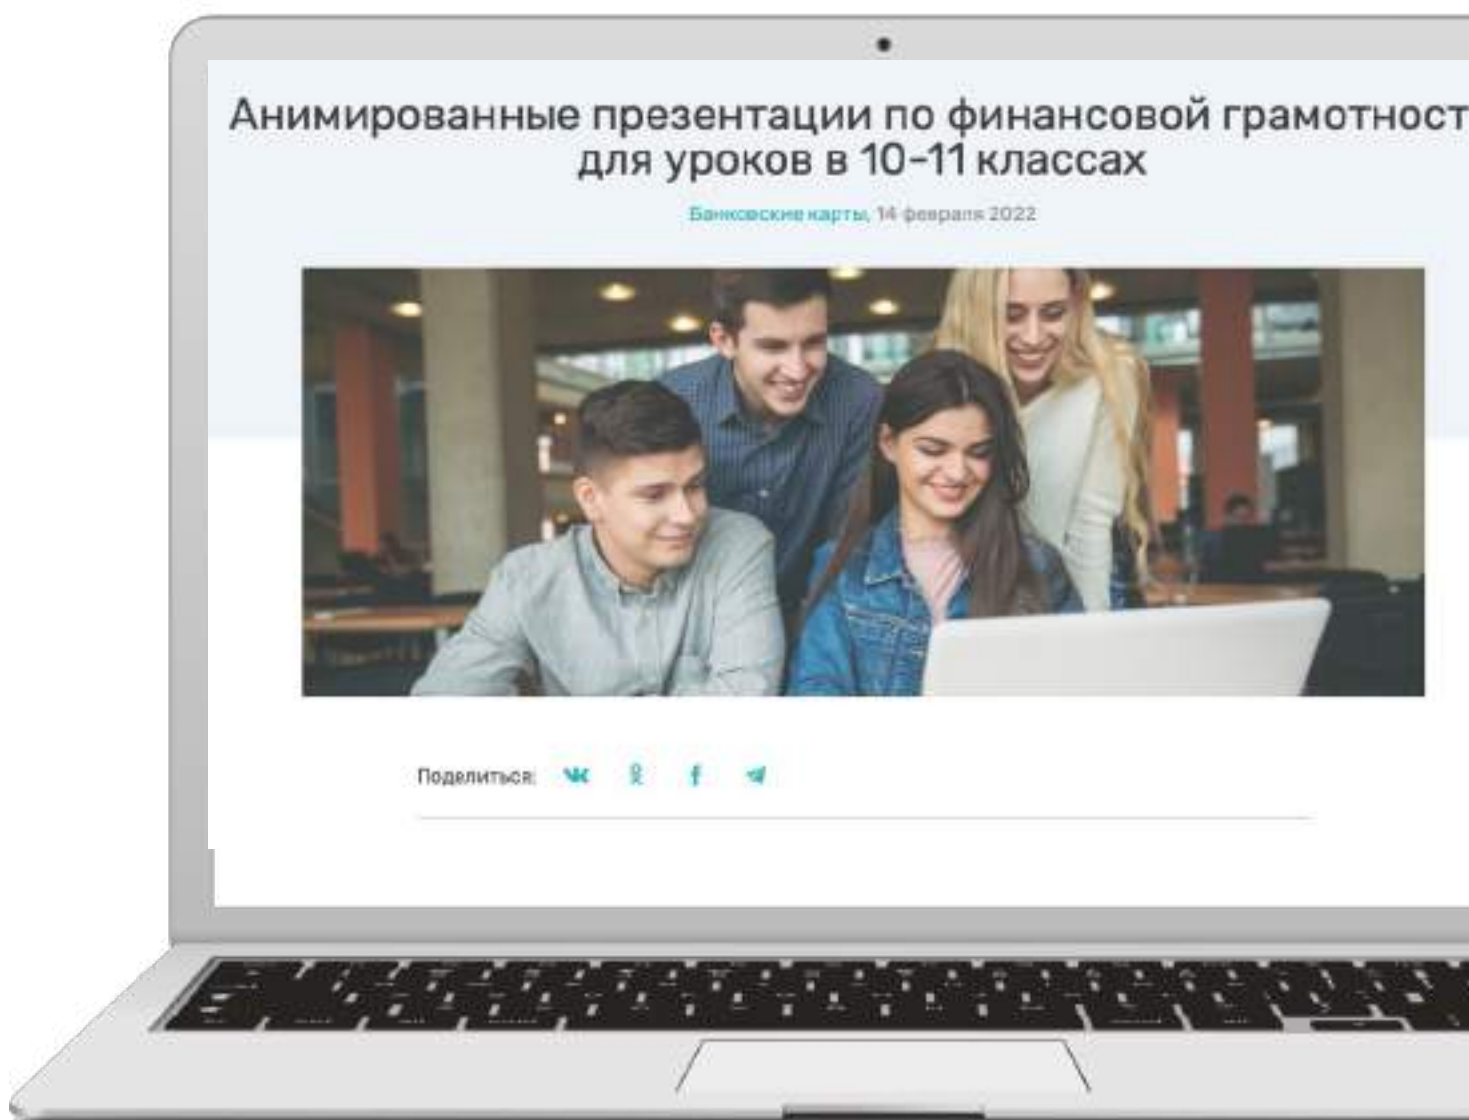 Анимированные презентации по финансовой грамотност
для уроков в 10-11 классах
Банковские карты, 14 февраля 2022
Поделиться: